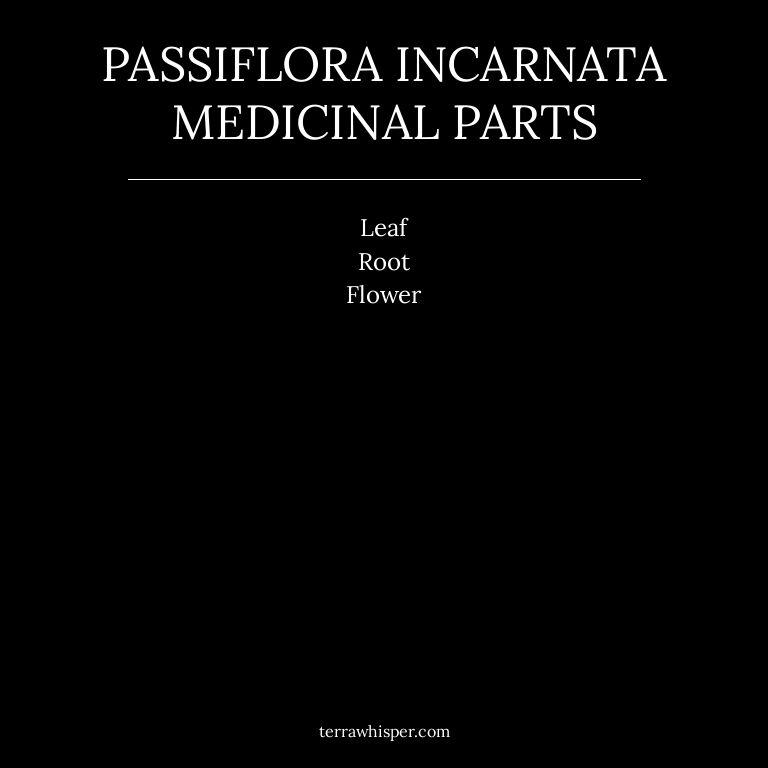 PASSIFLORA INCARNATA
MEDICINAL PARTS
Leaf
Root
Flower
terrawhisper.com